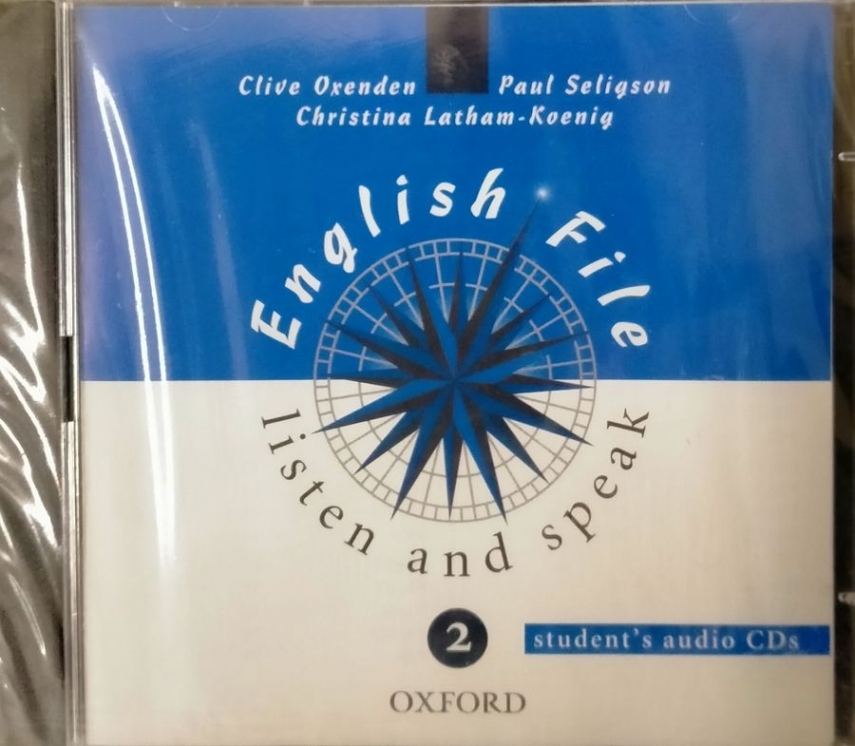 Clive Oxenden Paul Seligson
Christina Latham-Koenig
English File
listen and speak
2
student's audio CDs
OXFORD